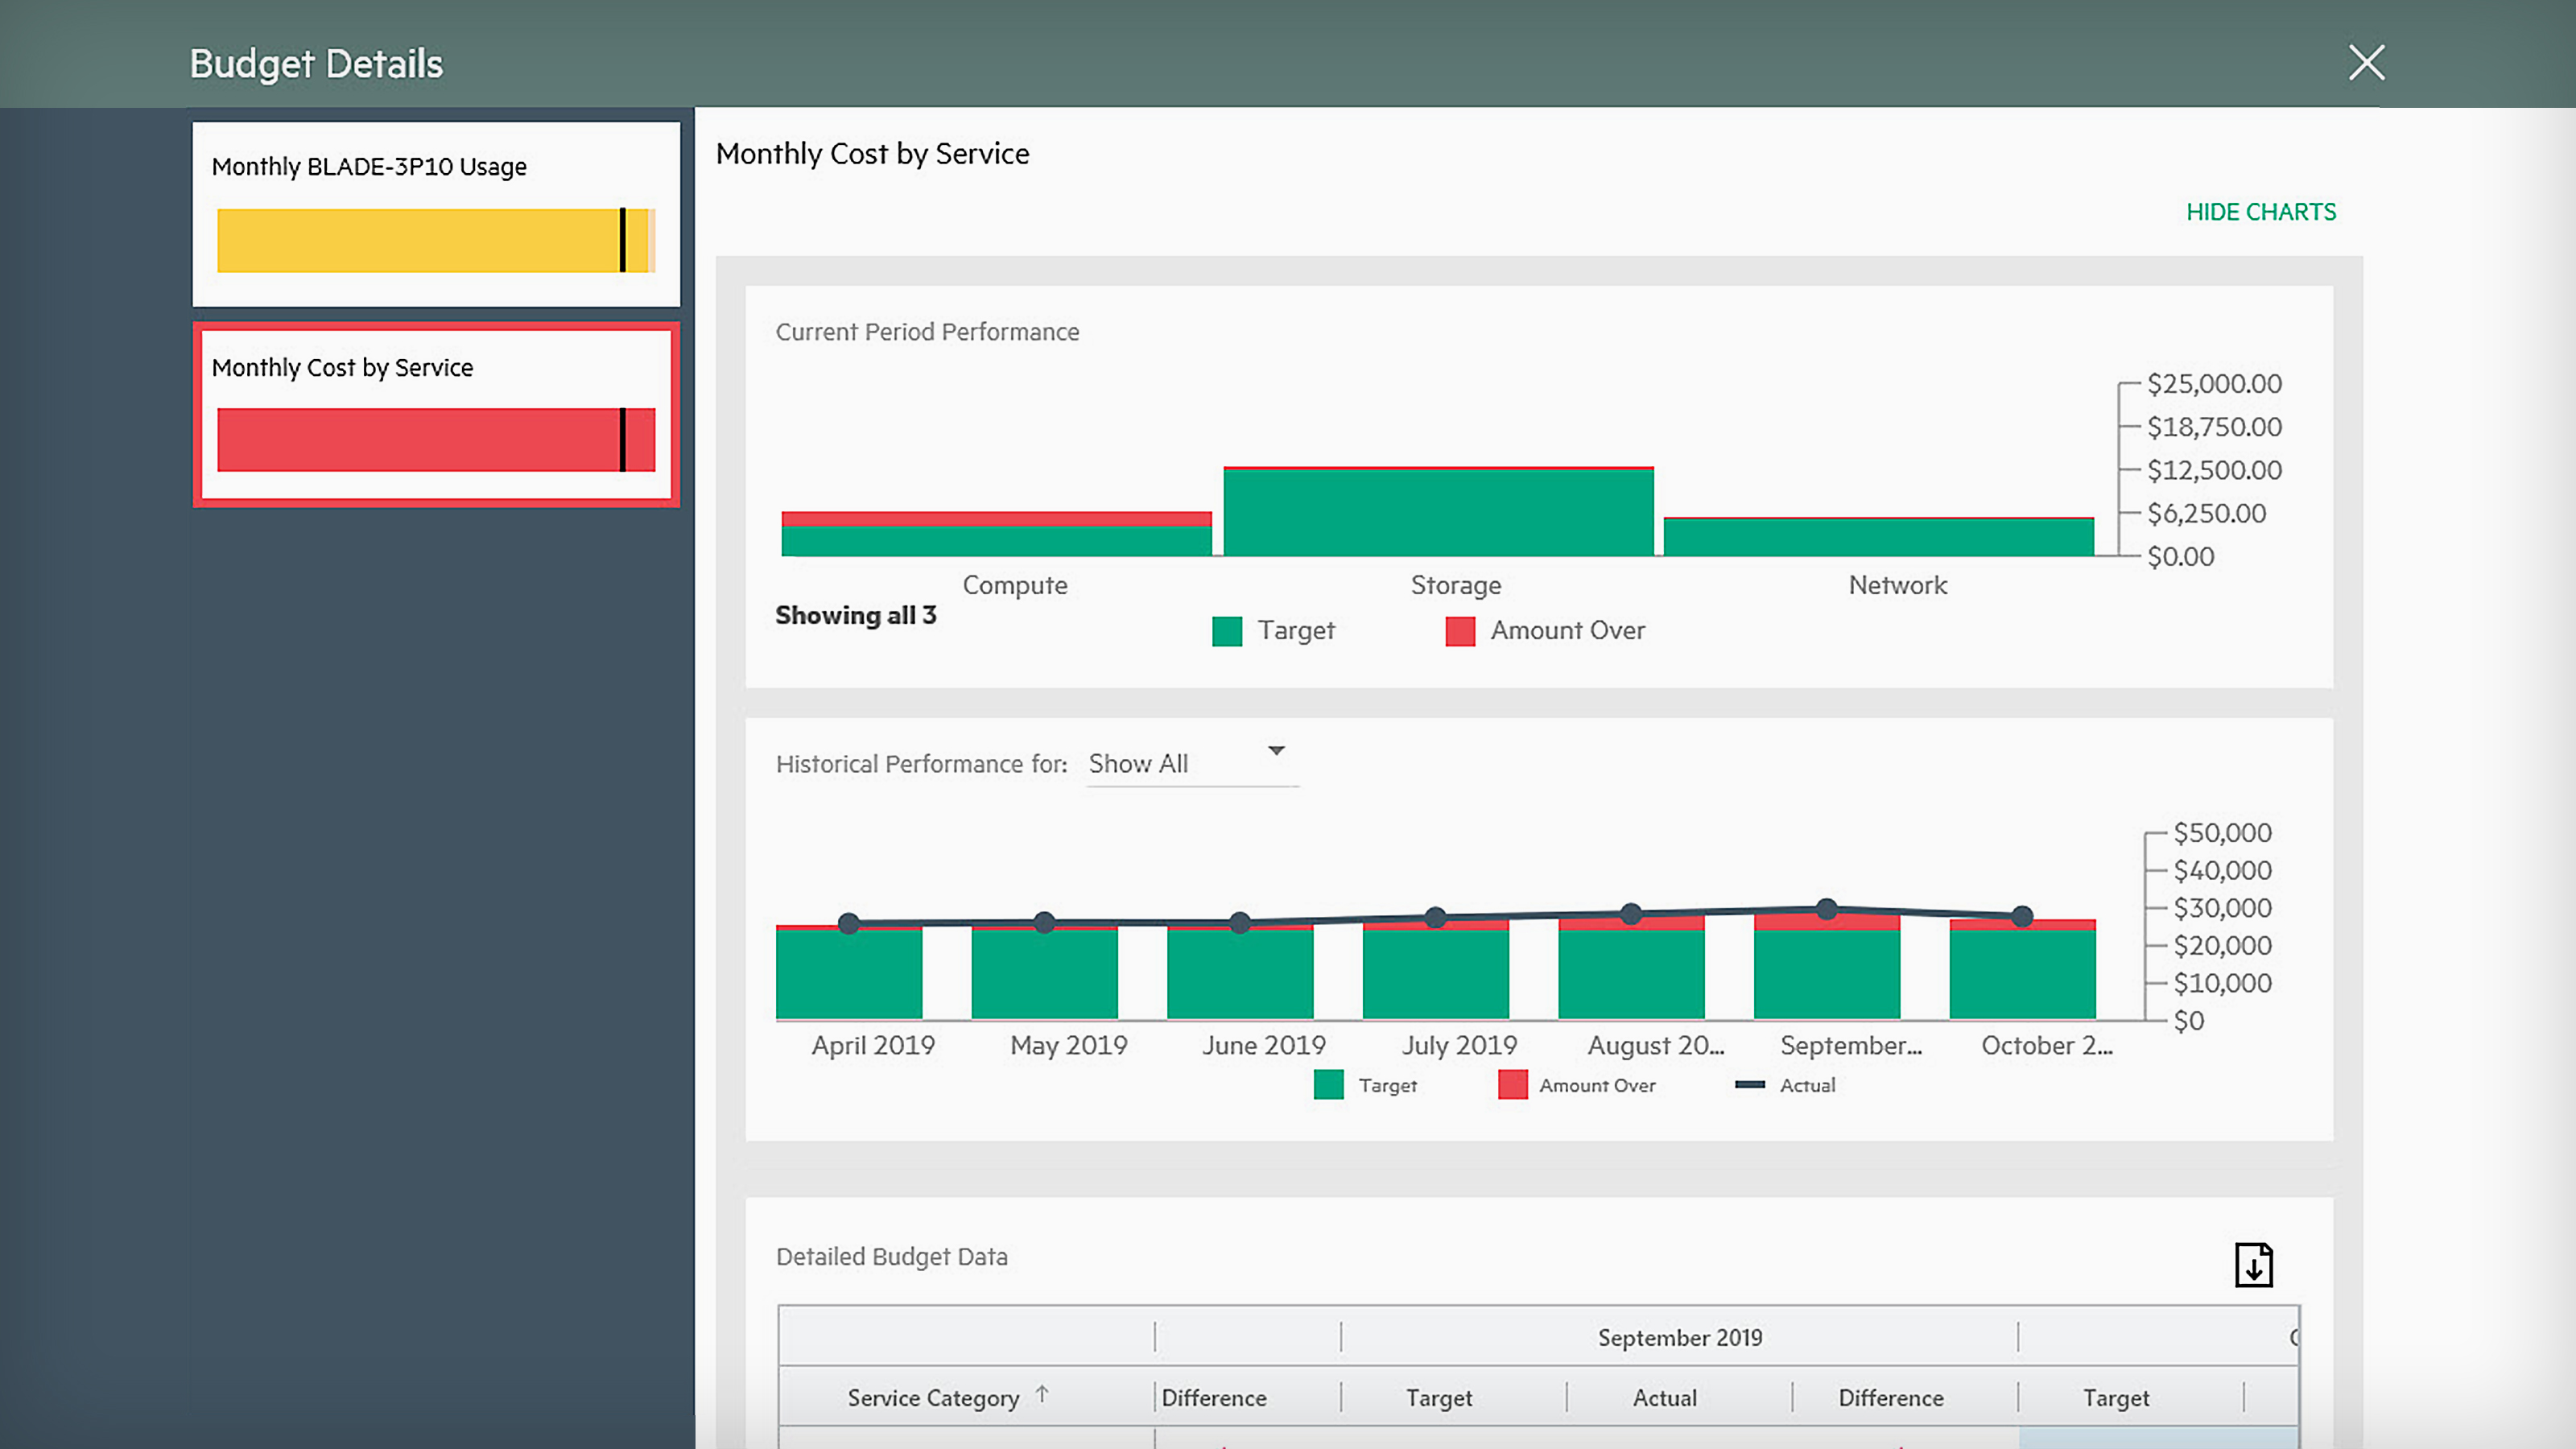 Budget Details
Monthly BLADE-3P10 Usage
Monthly Cost by Service
Monthly Cost by Service
HIDE CHARTS
Current Period Performance
$25,000.00
$18,750.00
$12,500.00
$6,250.00
$0.00
Compute Storage Network
Showing all 3
Target Amount Over
Historical Performance for: Show All
$50,000
$40,000
$30,000
$20,000
$10,000
$0
April 2019 May 2019 June 2019 July 2019 August 20... September... October 2...
Target Amount Over Actual
Detailed Budget Data
September 2019
Service Category ↑ Difference Target Actual Difference Target